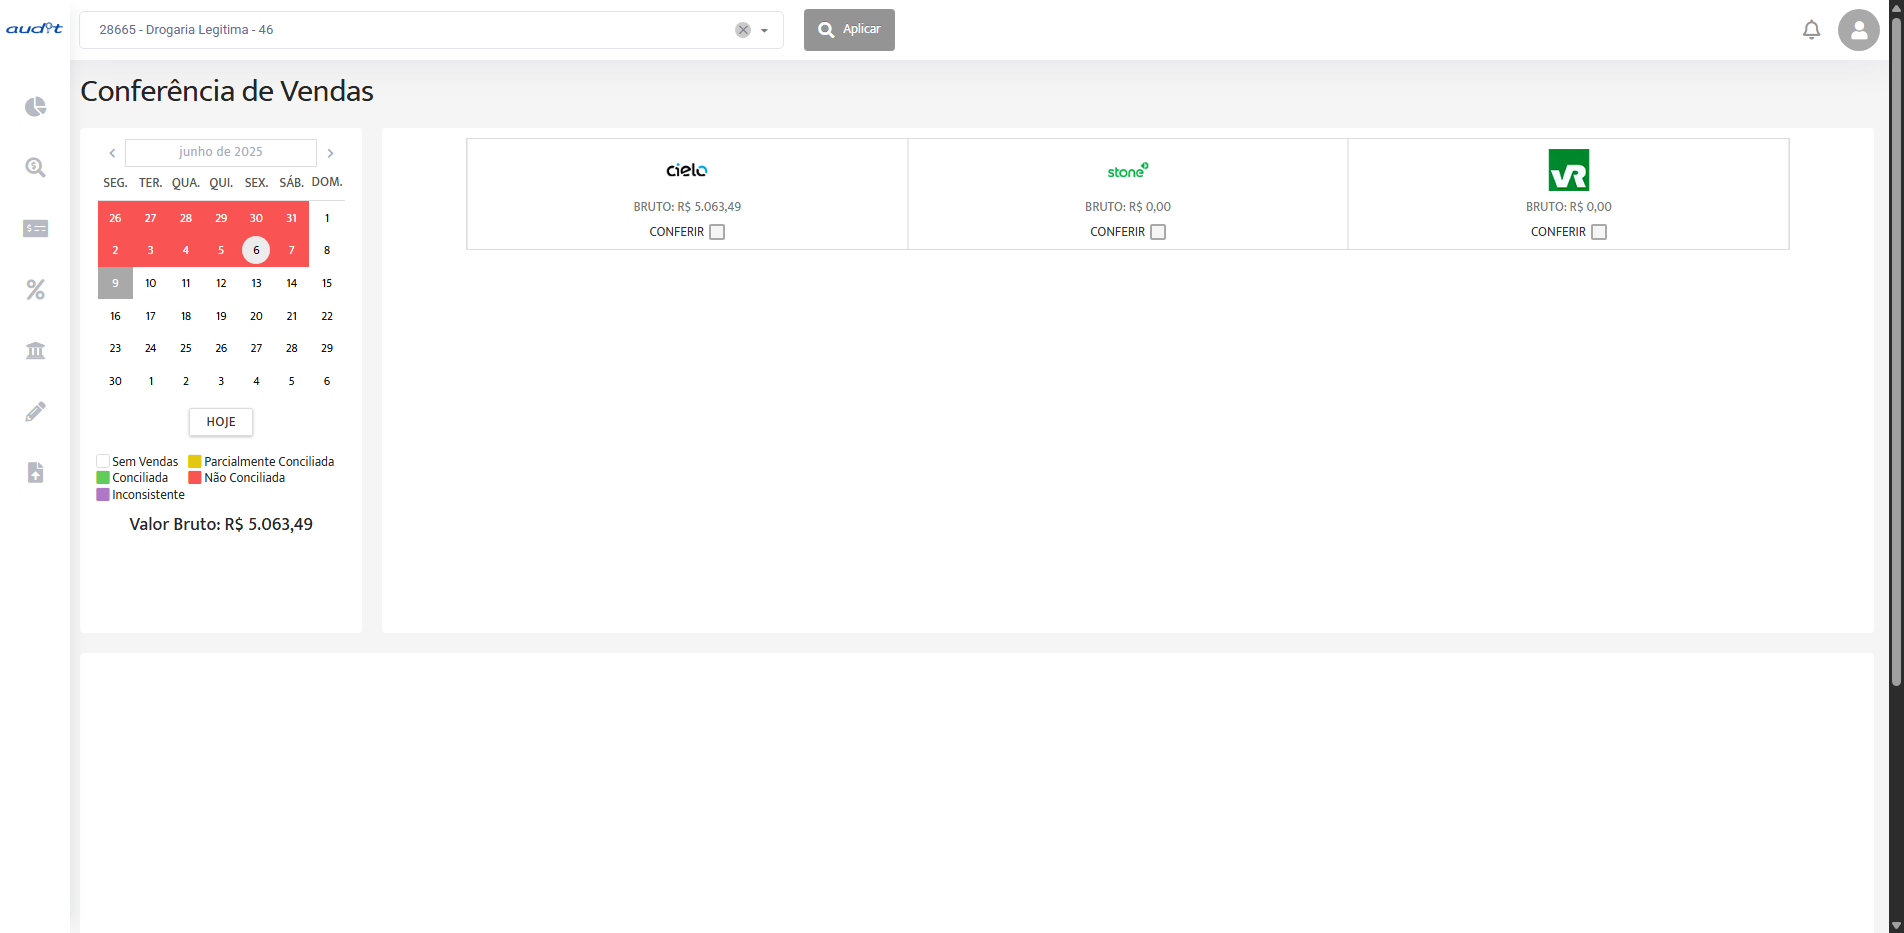 audit
28665 - Drogaria Legitima - 46
Aplicar
Conferência de Vendas
junho de 2025
SEG. TER. QUA. QUI. SEX. SÁB. DOM.
26 27 28 29 30 31 1
2 3 4 5 6 7 8
9 10 11 12 13 14 15
16 17 18 19 20 21 22
23 24 25 26 27 28 29
30 1 2 3 4 5 6
HOJE
Sem Vendas Parcialmente Conciliada
Conciliada Não Conciliada
Inconsistente
Valor Bruto: R$ 5.063,49
cielo
BRUTO: R$ 5.063,49
CONFERIR
stone
BRUTO: R$ 0,00
CONFERIR
VR
BRUTO: R$ 0,00
CONFERIR